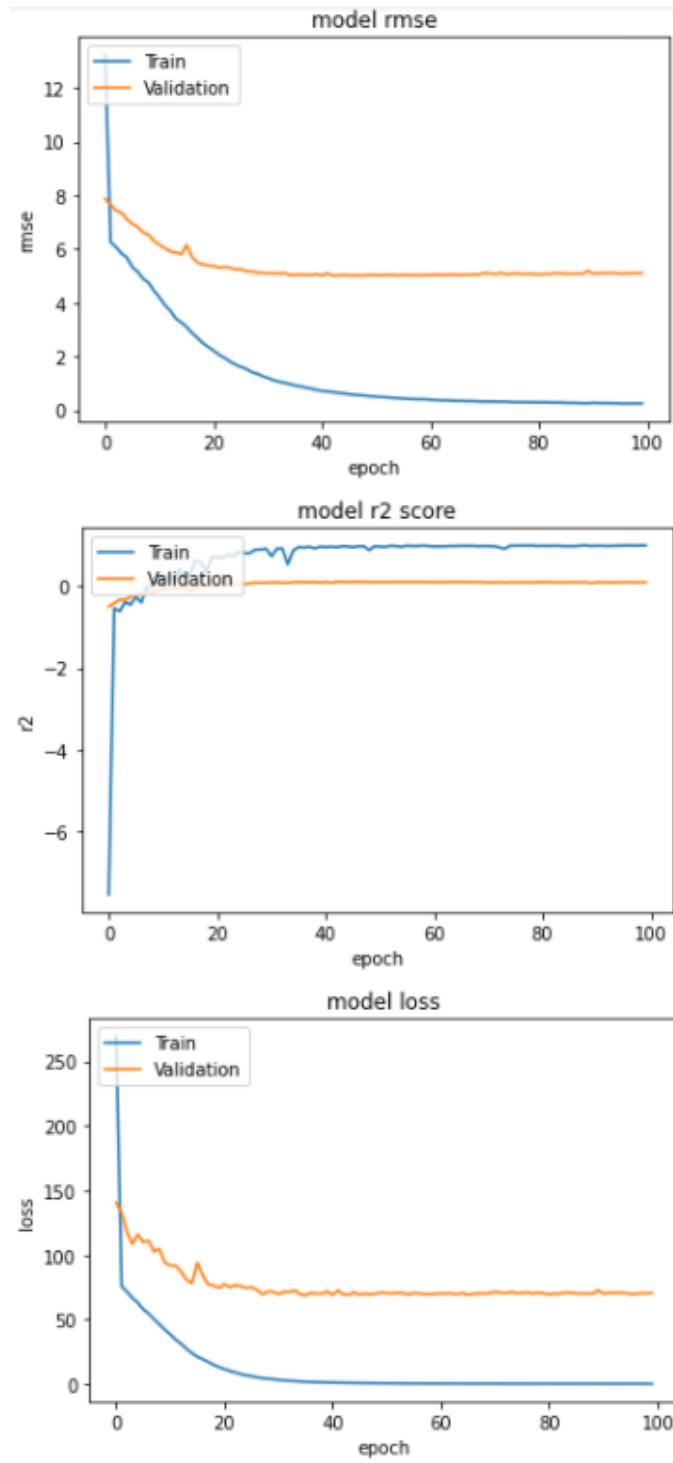 model rmse
Train
Validation
12
10
8
6
4
2
0
rmse
0 20 40 60 80 100
epoch
model r2 score
Train
Validation
0
−2
−4
−6
r2
0 20 40 60 80 100
epoch
model loss
Train
Validation
250
200
150
100
50
0
loss
0 20 40 60 80 100
epoch